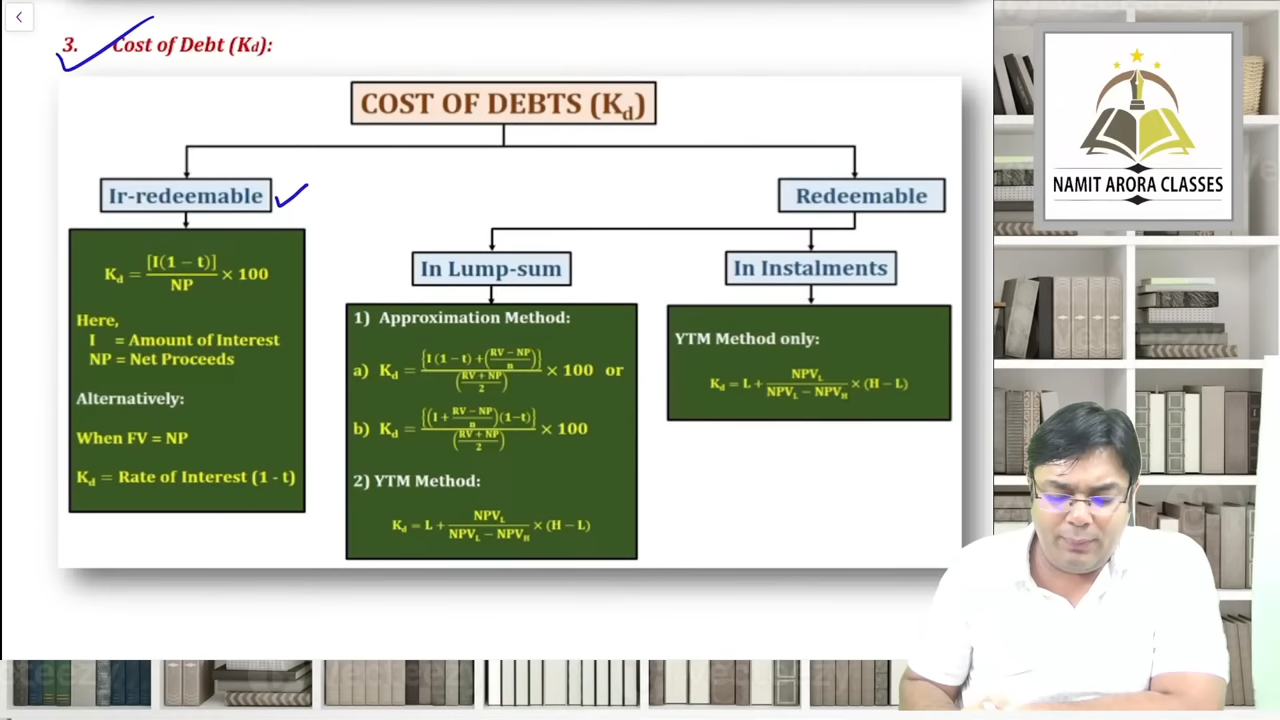 3. Cost of Debt (Kd):
COST OF DEBTS (Kd)
Ir-redeemable
Redeemable
In Lump-sum
In Instalments
Kd = [I(1 − t)] / NP × 100
Here,
I = Amount of Interest
NP = Net Proceeds
Alternatively:
When FV = NP
Kd = Rate of Interest (1 - t)
1) Approximation Method:
a) Kd = {I (1 − t) + ((RV − NP)/n)} / ((RV + NP)/2) × 100 or
b) Kd = {(I + (RV − NP)/n)(1−t)} / ((RV + NP)/2) × 100
2) YTM Method:
Kd = L + NPVL / (NPVL − NPVH) × (H − L)
YTM Method only:
Kd = L + NPVL / (NPVL − NPVH) × (H − L)
NAMIT ARORA CLASSES